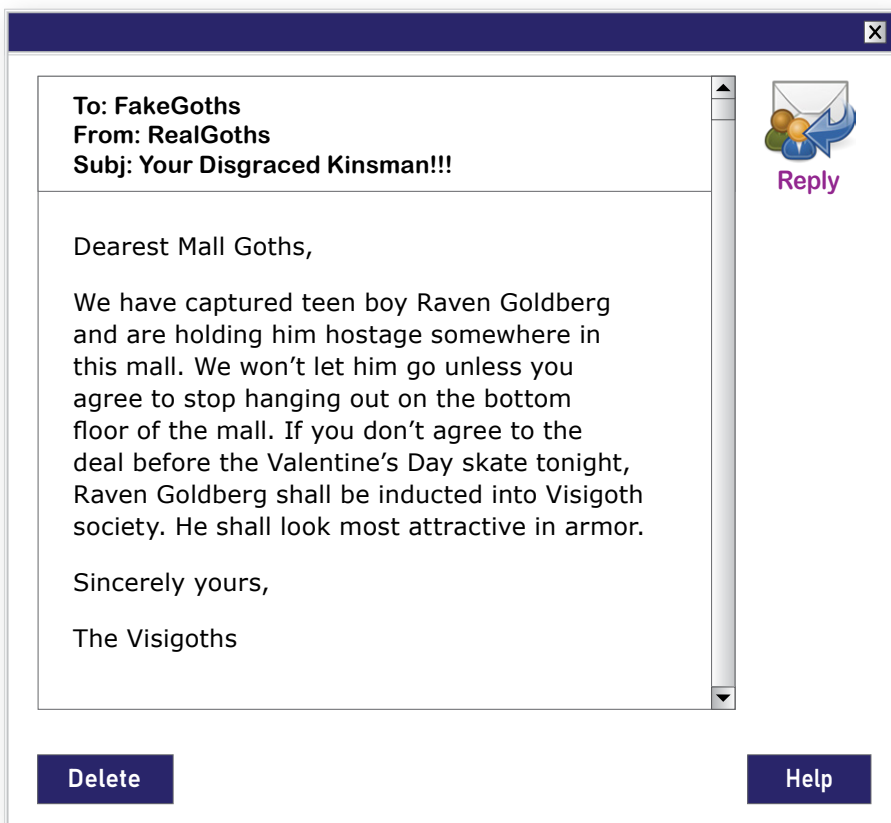 To: FakeGoths
From: RealGoths
Subj: Your Disgraced Kinsman!!!
Reply
Dearest Mall Goths,
We have captured teen boy Raven Goldberg
and are holding him hostage somewhere in
this mall. We won’t let him go unless you
agree to stop hanging out on the bottom
floor of the mall. If you don’t agree to the
deal before the Valentine’s Day skate tonight,
Raven Goldberg shall be inducted into Visigoth
society. He shall look most attractive in armor.
Sincerely yours,
The Visigoths
Delete
Help